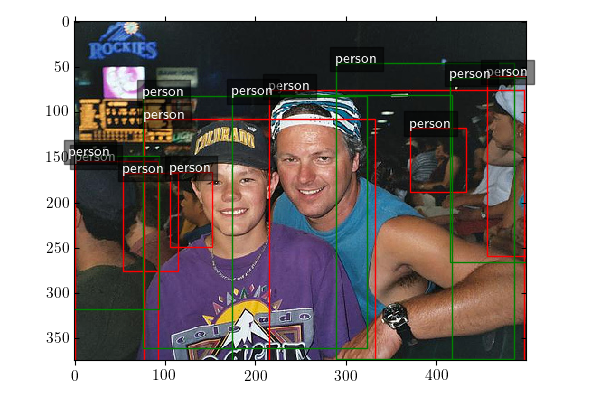 ROCKIES
person
person person
person person person
person
person
person person
person person
COLORADO
colorado
0
50
100
150
200
250
300
350
0 100 200 300 400